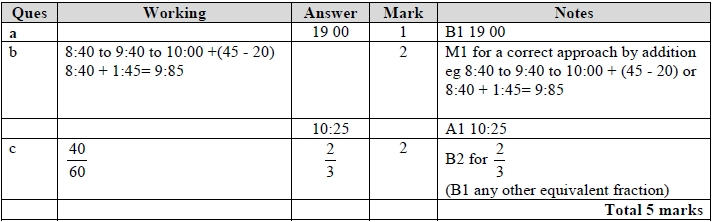 Ques Working Answer Mark Notes
a 19 00 1 B1 19 00
b 8:40 to 9:40 to 10:00 +(45 - 20) 2 M1 for a correct approach by addition
8:40 + 1:45= 9:85 eg 8:40 to 9:40 to 10:00 + (45 - 20) or
8:40 + 1:45= 9:85
10:25 A1 10:25
c 40/60 2/3 2 B2 for 2/3
(B1 any other equivalent fraction)
Total 5 marks